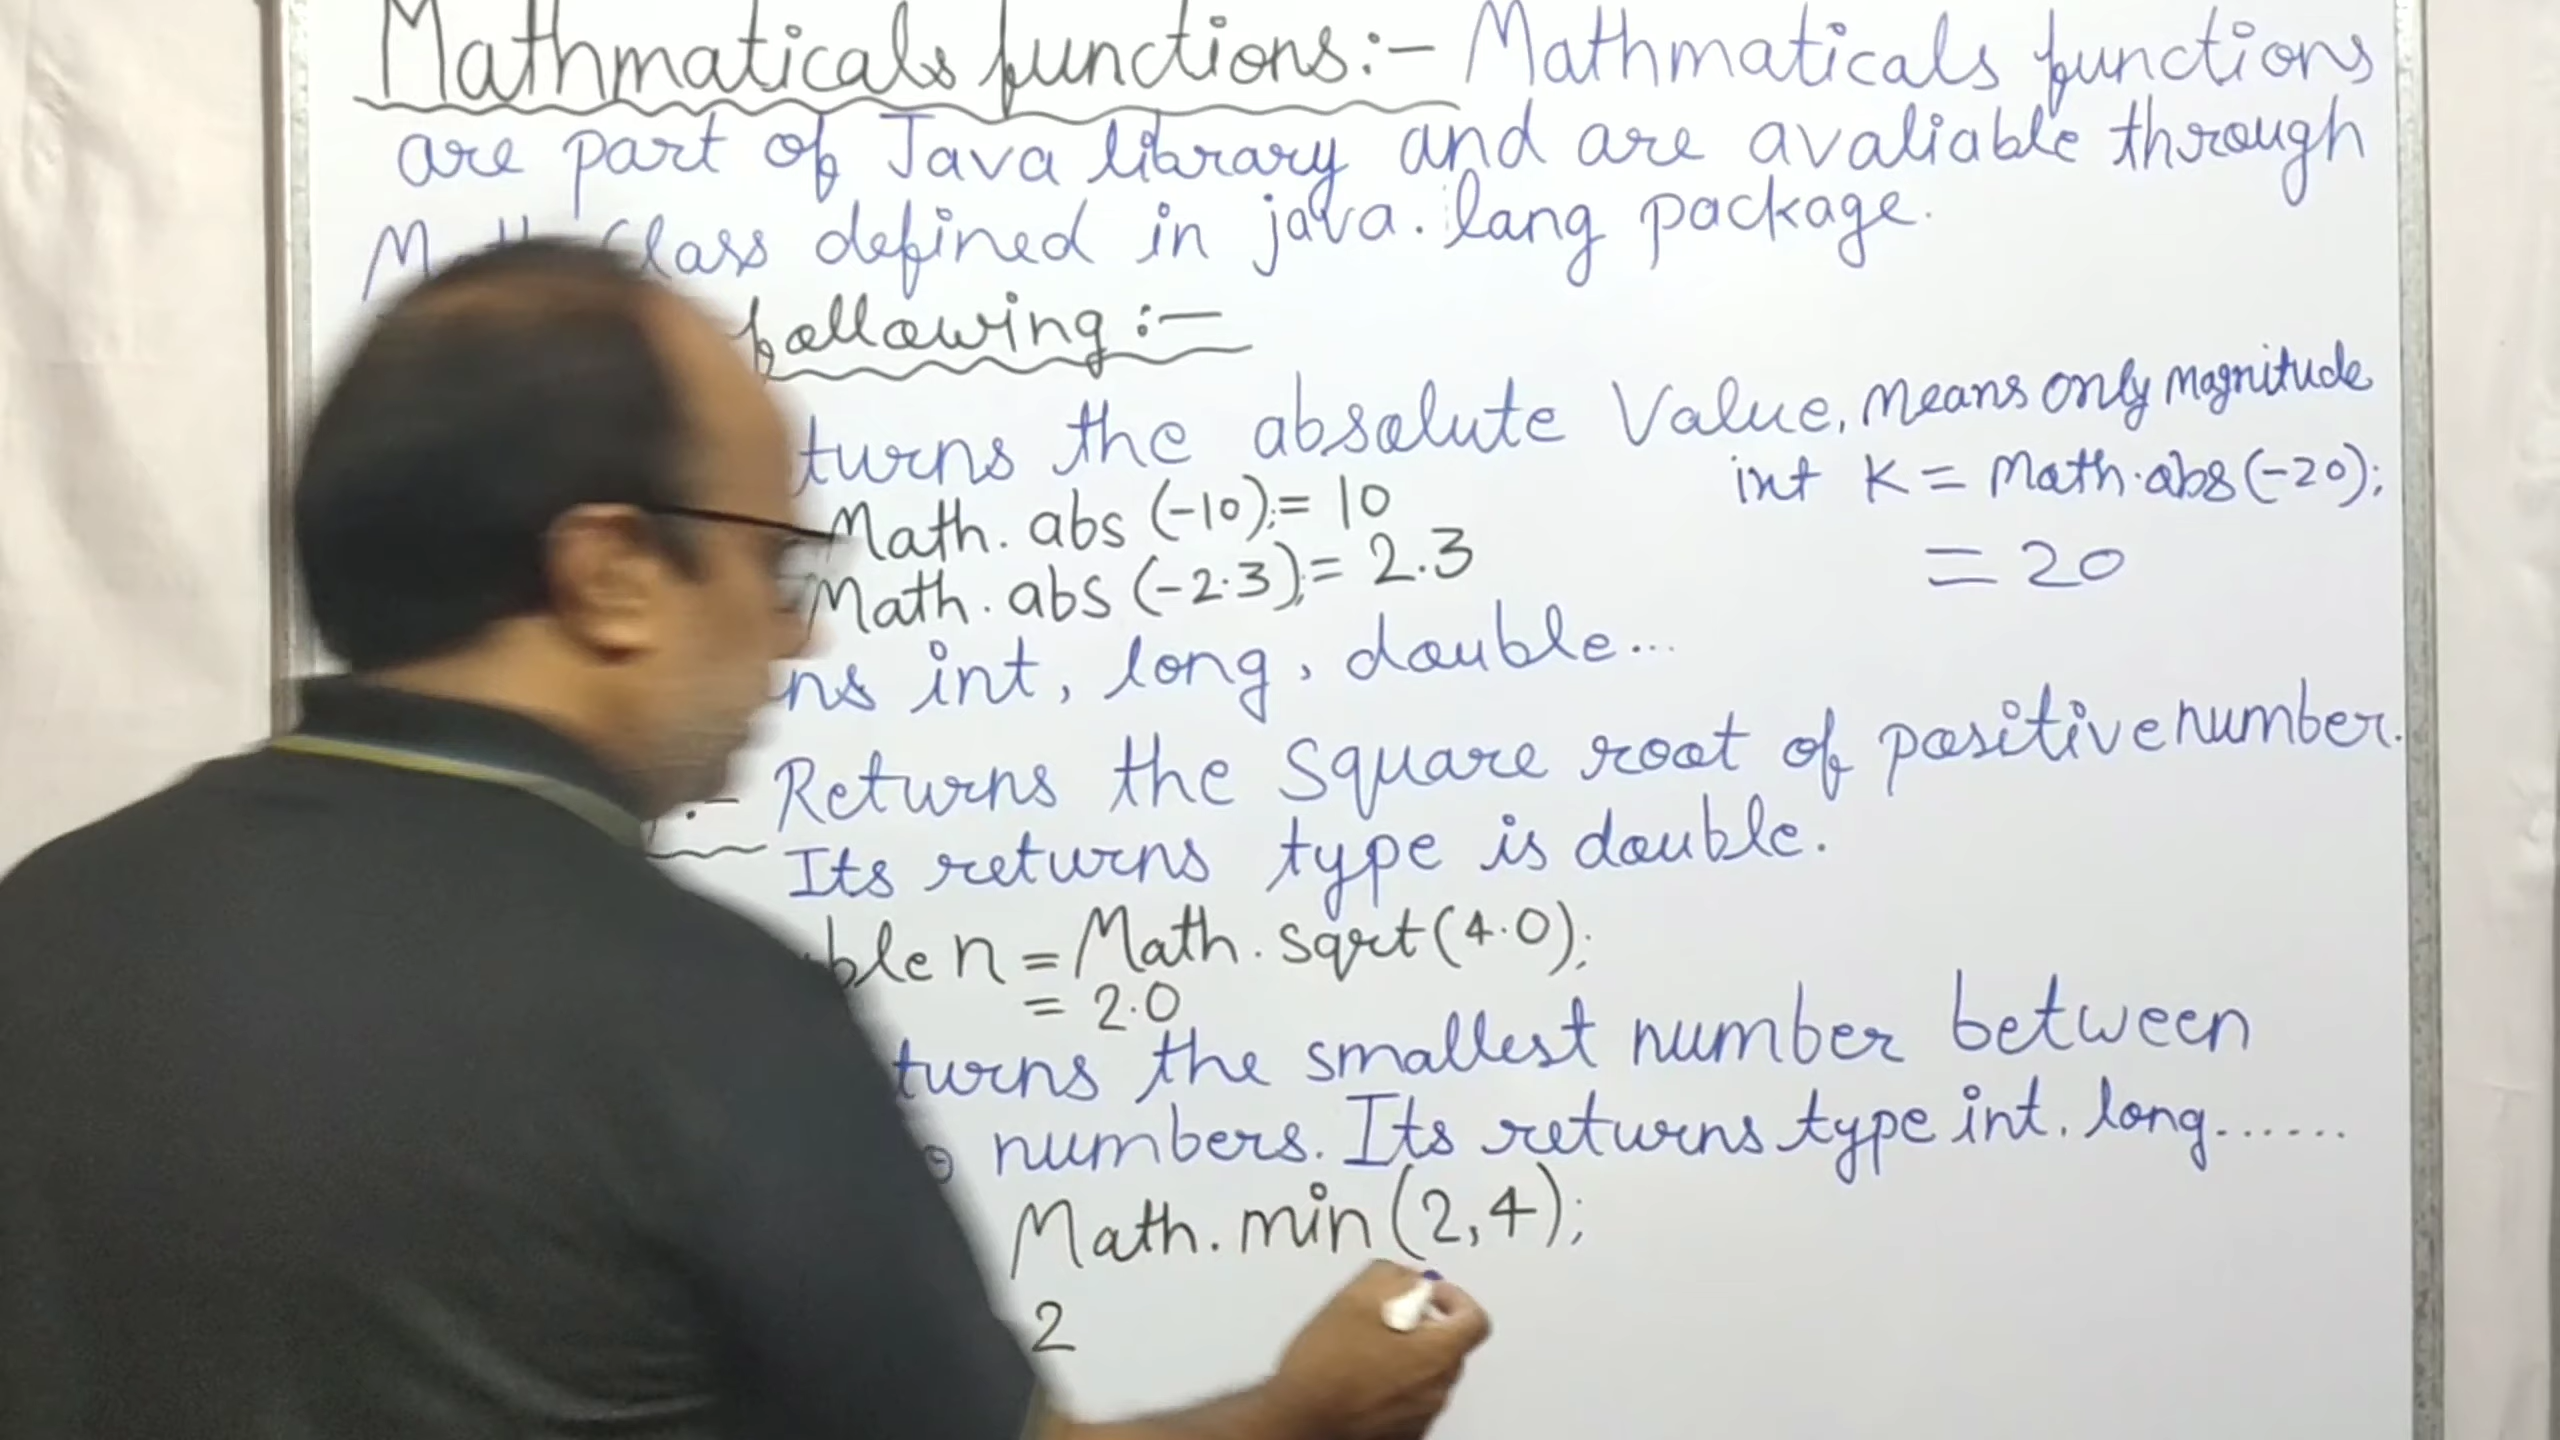 Mathmaticals functions:- Mathmaticals functions
are part of Java library and are avaliable through
class defined in java.lang package.
following :-
turns the absolute Value, Means only Magnitude
Math.abs (-10);= 10
int K = Math.abs(-20);
Math.abs (-2.3);= 2.3
= 20
ns int, long, double...
:- Returns the Square root of positive number.
Its returns type is double.
ble n = Math.sqrt(4.0);
= 2.0
turns the smallest number between
o numbers. Its returns type int, long......
Math.min (2,4);
2